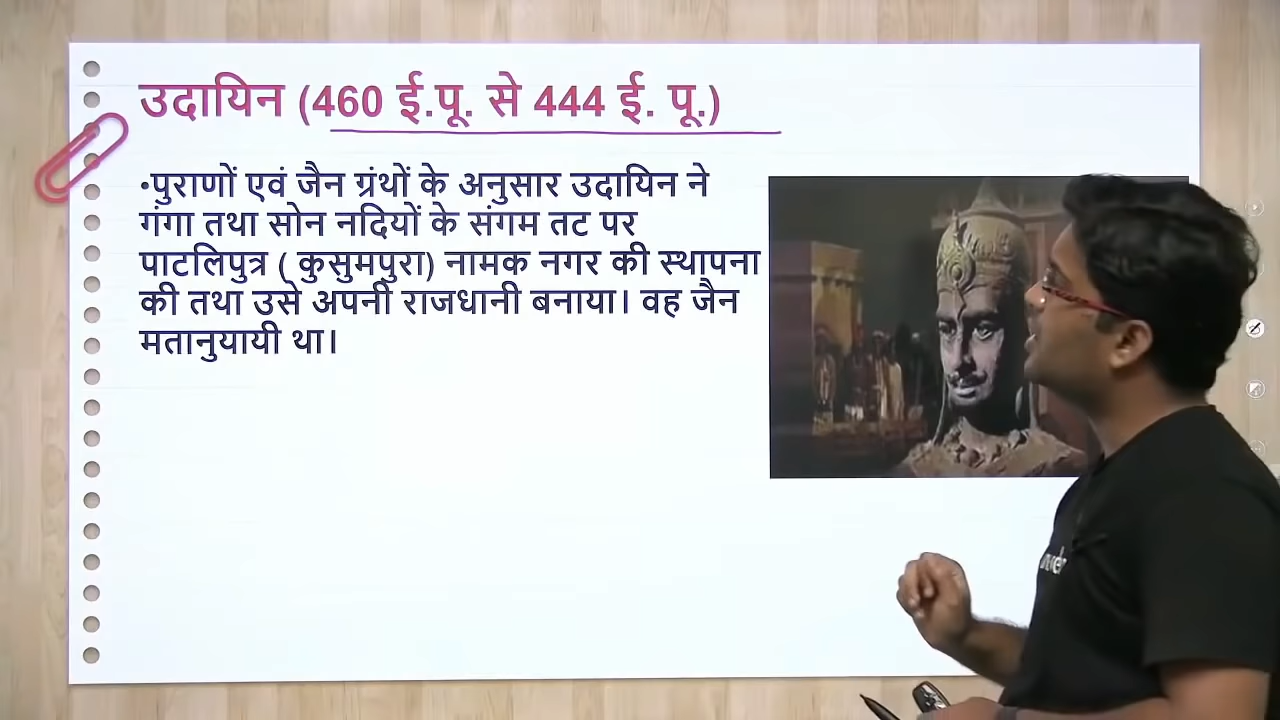 उदायिन (460 ई.पू. से 444 ई. पू.)
•पुराणों एवं जैन ग्रंथों के अनुसार उदायिन ने
गंगा तथा सोन नदियों के संगम तट पर
पाटलिपुत्र ( कुसुमपुरा) नामक नगर की स्थापना
की तथा उसे अपनी राजधानी बनाया। वह जैन
मतानुयायी था।